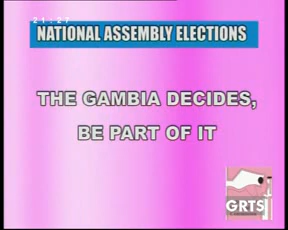 21:27
NATIONAL ASSEMBLY ELECTIONS
THE GAMBIA DECIDES,
BE PART OF IT
GRTS